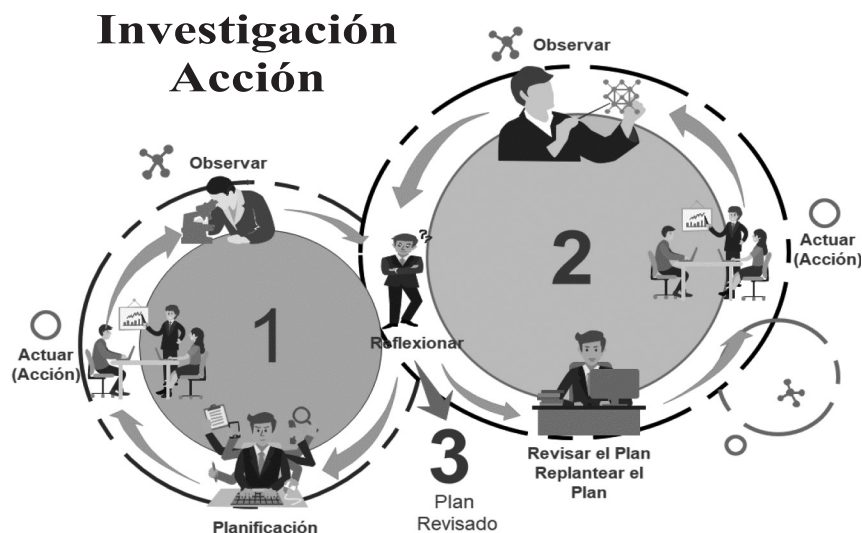 Investigación
Acción
Observar
Observar
1
2
Actuar
(Acción)
Actuar
(Acción)
??
Reflexionar
3
Plan
Revisado
Revisar el Plan
Replantear el
Plan
Planificación